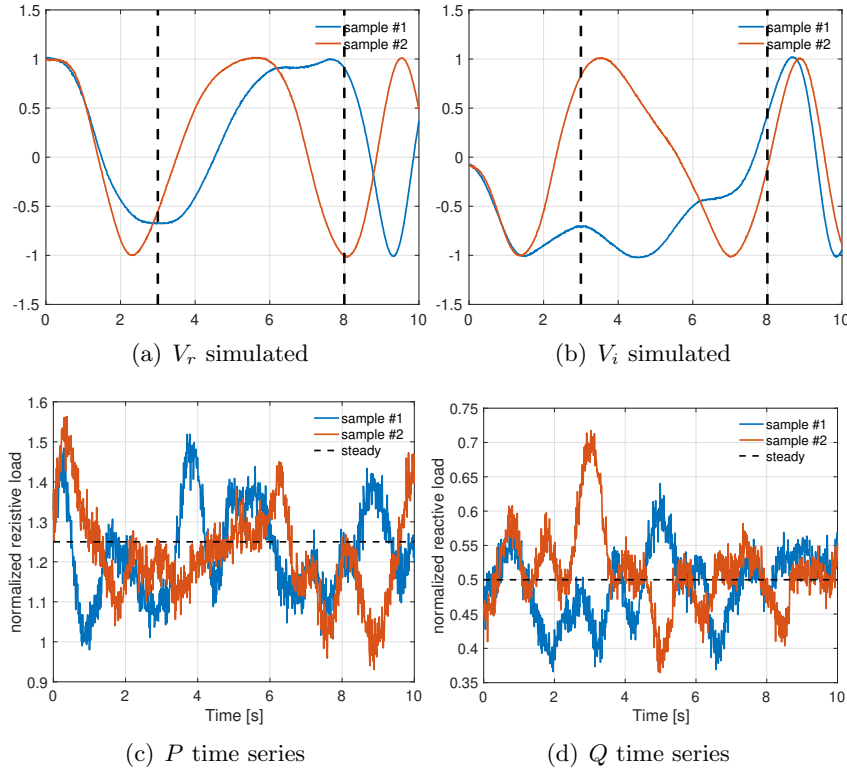 1.5
1
0.5
0
-0.5
-1
-1.5
0 2 4 6 8 10
sample #1
sample #2
(a) V_r simulated
1.5
1
0.5
0
-0.5
-1
-1.5
0 2 4 6 8 10
sample #1
sample #2
(b) V_i simulated
normalized rezistive load
1.6
1.5
1.4
1.3
1.2
1.1
1
0.9
0 2 4 6 8 10
Time [s]
sample #1
sample #2
steady
(c) P time series
normalized reactive load
0.75
0.7
0.65
0.6
0.55
0.5
0.45
0.4
0.35
0 2 4 6 8 10
Time [s]
sample #1
sample #2
steady
(d) Q time series